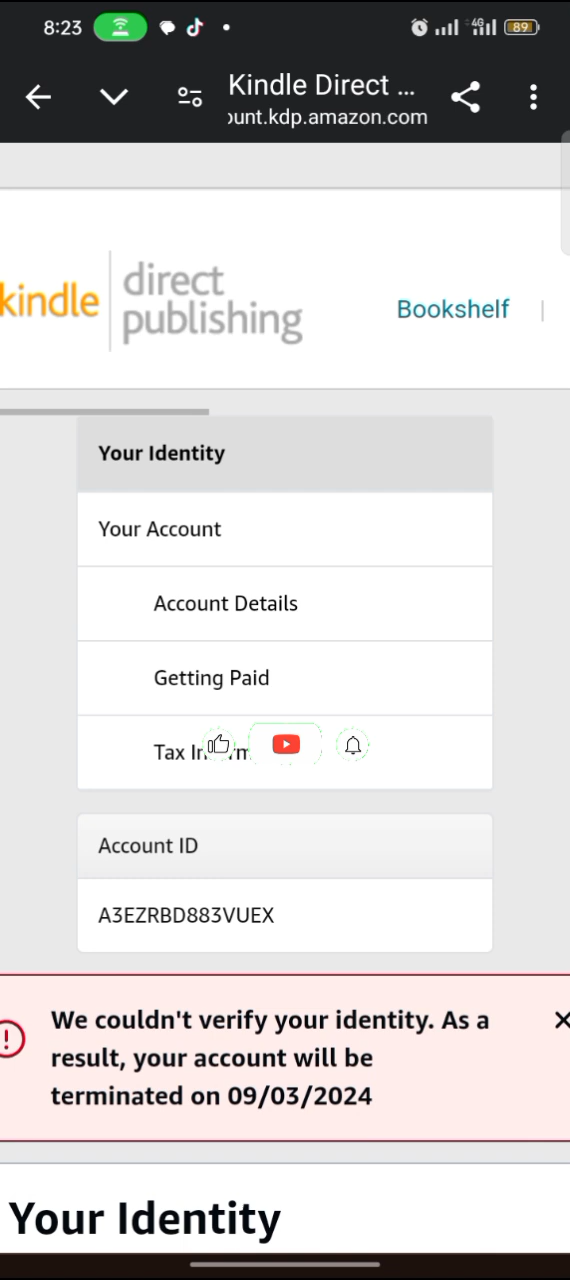 8:23
4G
89
Kindle Direct ...
ount.kdp.amazon.com
kindle
direct
publishing
Bookshelf
Your Identity
Your Account
Account Details
Getting Paid
Tax
Account ID
A3EZRBD883VUEX
We couldn't verify your identity. As a
result, your account will be
terminated on 09/03/2024
Your Identity